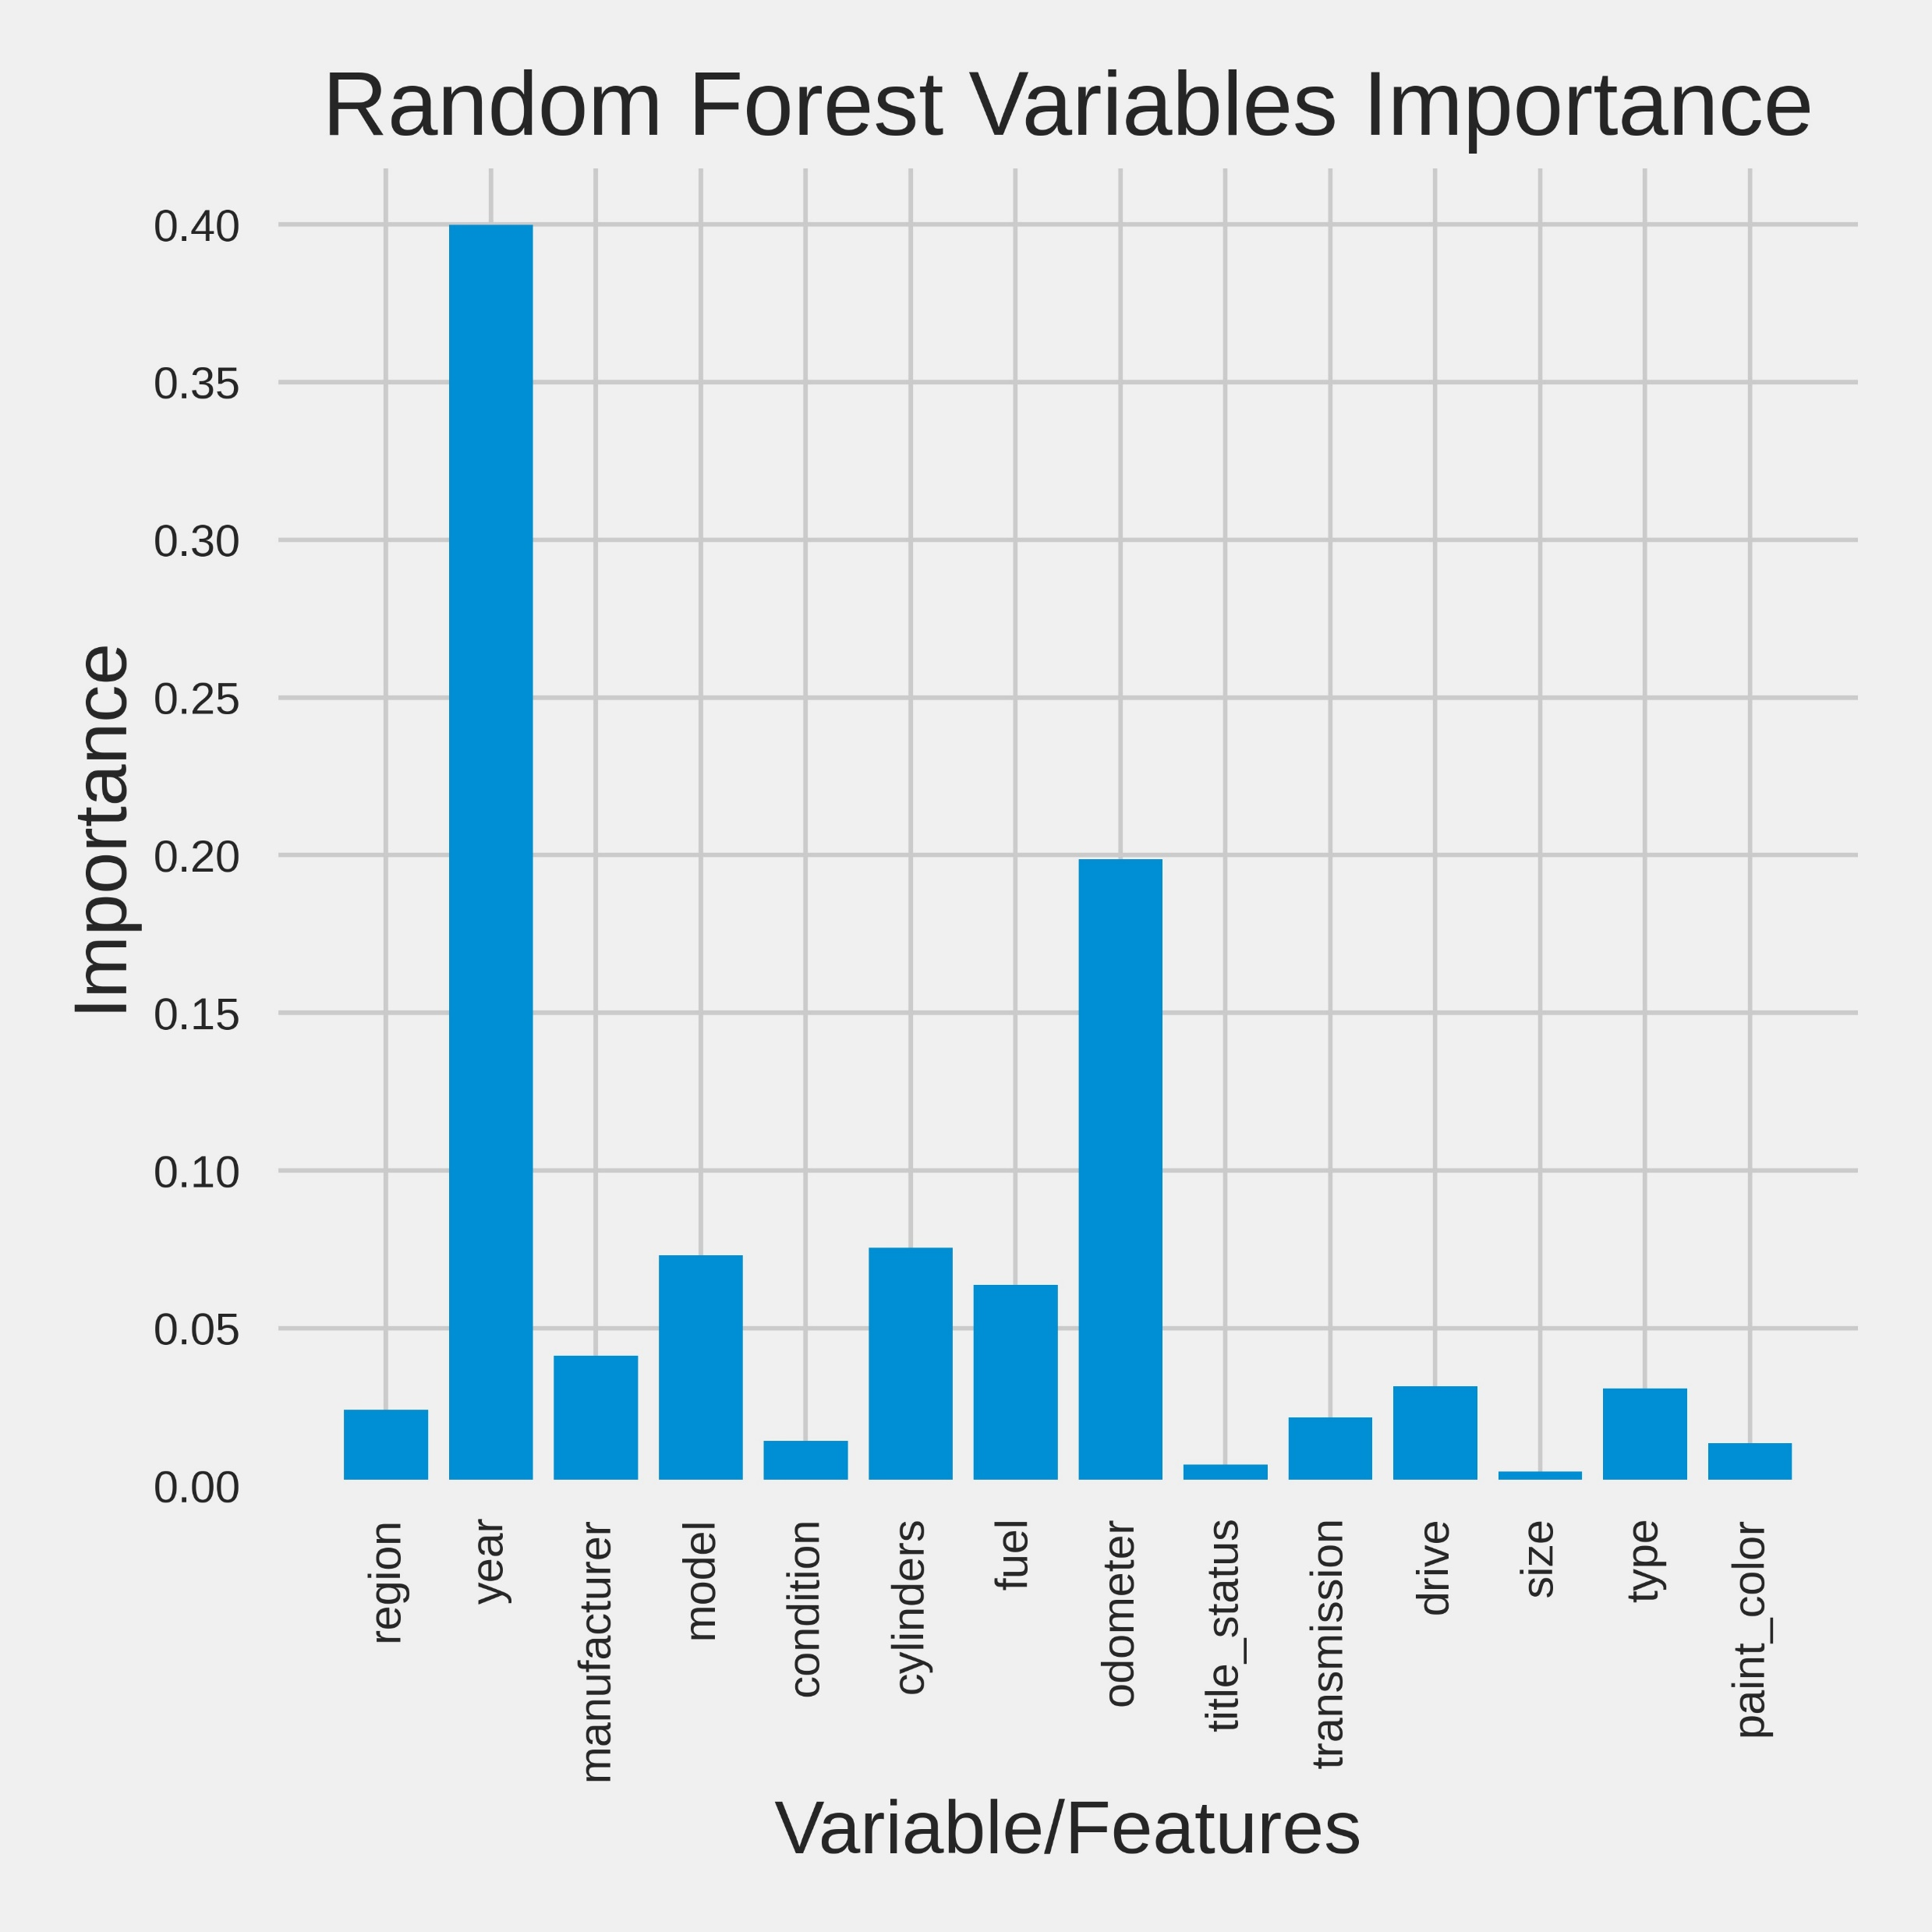 Random Forest Variables Importance
Importance
0.40
0.35
0.30
0.25
0.20
0.15
0.10
0.05
0.00
region
year
manufacturer
model
condition
cylinders
fuel
odometer
title_status
transmission
drive
size
type
paint_color
Variable/Features